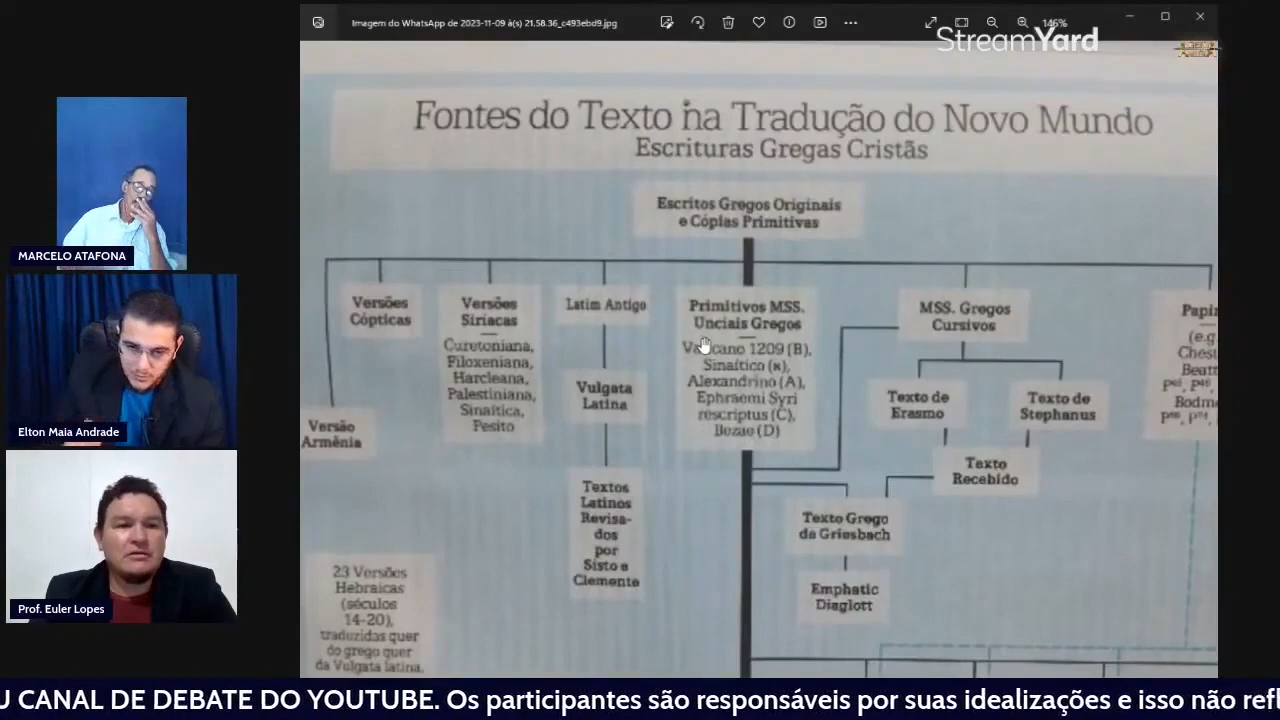 Imagem do WhatsApp de 2023-11-09 à(s) 21.58.36_c493ebd9.jpg
146%
StreamYard
Fontes do Texto na Tradução do Novo Mundo
Escrituras Gregas Cristãs
Escritos Gregos Originais
e Cópias Primitivas
Versões
Cópticas
Versões
Siríacas
Curetoniana,
Filoxeniana,
Harcleana,
Palestiniana,
Sinaítica,
Pesito
Latim Antigo
Vulgata
Latina
Textos
Latinos
Revisa-
dos
por
Sisto e
Clemente
Primitivos MSS.
Unciais Gregos
Vaticano 1209 (B),
Sinaítico (א),
Alexandrino (A),
Ephraemi Syri
rescriptus (C),
Bezae (D)
MSS. Gregos
Cursivos
Texto de
Erasmo
Texto de
Stephanus
Texto
Recebido
Texto Grego
de Griesbach
Emphatic
Diaglott
Papi
(e.g
Chest
Beatt
Bodm
Versão
Armênia
23 Versões
Hebraicas
(séculos
14-20),
traduzidas quer
do grego quer
da Vulgata latina.
MARCELO ATAFONA
Elton Maia Andrade
Prof. Euler Lopes
U CANAL DE DEBATE DO YOUTUBE. Os participantes são responsáveis por suas idealizações e isso não refl